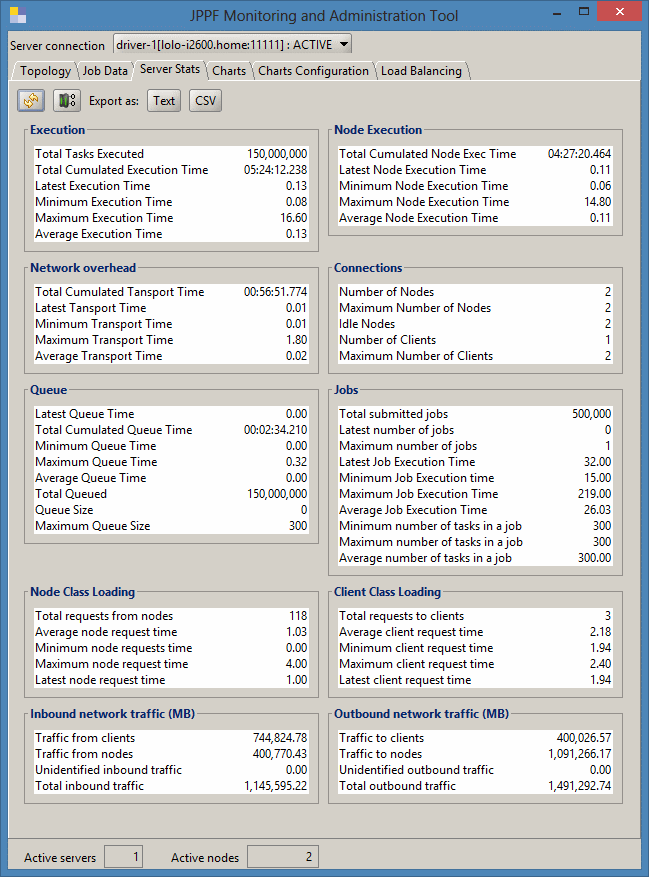 JPPF Monitoring and Administration Tool
Server connection driver-1[lolo-i2600.home:11111] : ACTIVE
Topology Job Data Server Stats Charts Charts Configuration Load Balancing
Export as: Text CSV
Execution
Total Tasks Executed 150,000,000
Total Cumulated Execution Time 05:24:12.238
Latest Execution Time 0.13
Minimum Execution Time 0.08
Maximum Execution Time 16.60
Average Execution Time 0.13
Node Execution
Total Cumulated Node Exec Time 04:27:20.464
Latest Node Execution Time 0.11
Minimum Node Execution Time 0.06
Maximum Node Execution Time 14.80
Average Node Execution Time 0.11
Network overhead
Total Cumulated Tansport Time 00:56:51.774
Latest Tansport Time 0.01
Minimum Transport Time 0.01
Maximum Transport Time 1.80
Average Transport Time 0.02
Connections
Number of Nodes 2
Maximum Number of Nodes 2
Idle Nodes 2
Number of Clients 1
Maximum Number of Clients 2
Queue
Latest Queue Time 0.00
Total Cumulated Queue Time 00:02:34.210
Minimum Queue Time 0.00
Maximum Queue Time 0.32
Average Queue Time 0.00
Total Queued 150,000,000
Queue Size 0
Maximum Queue Size 300
Jobs
Total submitted jobs 500,000
Latest number of jobs 0
Maximum number of jobs 1
Latest Job Execution Time 32.00
Minimum Job Execution time 15.00
Maximum Job Execution Time 219.00
Average Job Execution Time 26.03
Minimum number of tasks in a job 300
Maximum number of tasks in a job 300
Average number of tasks in a job 300.00
Node Class Loading
Total requests from nodes 118
Average node request time 1.03
Minimum node requests time 0.00
Maximum node request time 4.00
Latest node request time 1.00
Client Class Loading
Total requests to clients 3
Average client request time 2.18
Minimum client request time 1.94
Maximum client request time 2.40
Latest client request time 1.94
Inbound network traffic (MB)
Traffic from clients 744,824.78
Traffic from nodes 400,770.43
Unidentified inbound traffic 0.00
Total inbound traffic 1,145,595.22
Outbound network traffic (MB)
Traffic to clients 400,026.57
Traffic to nodes 1,091,266.17
Unidentified outbound traffic 0.00
Total outbound traffic 1,491,292.74
Active servers 1 Active nodes 2